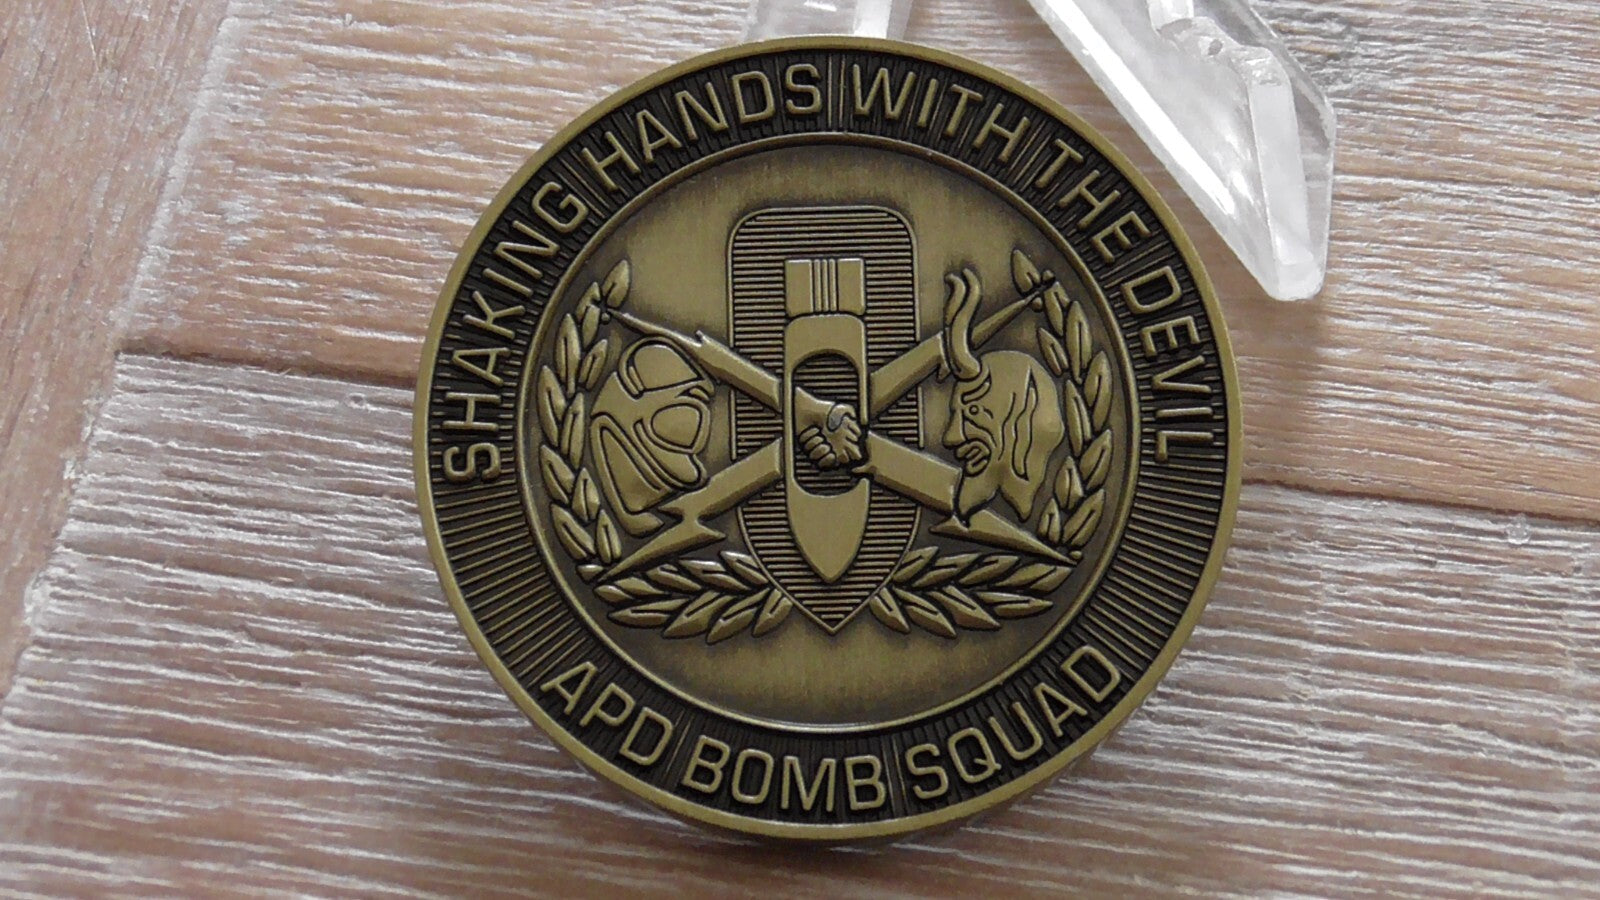 SHAKING HANDS WITH THE DEVIL
APD BOMB SQUAD